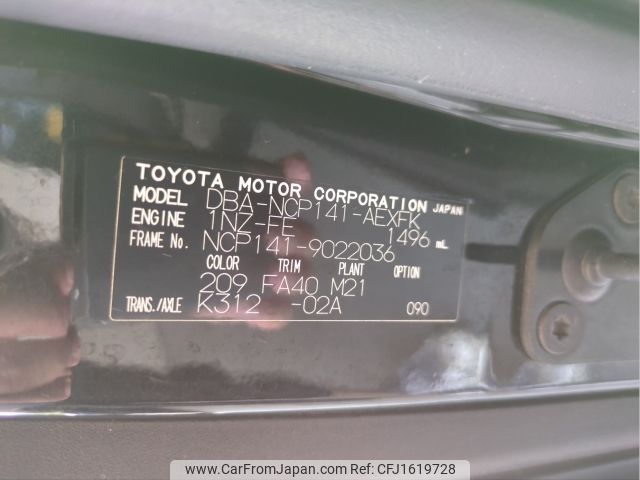 TOYOTA MOTOR CORPORATION JAPAN
MODEL DBA-NCP141-AEXFK
ENGINE 1NZ-FE 1496 mL
FRAME No. NCP141-9022036
COLOR TRIM PLANT OPTION
209 FA40 M21
TRANS./AXLE K312 -02A 090
www.CarFromJapan.com | Ref No: CFJ1619728